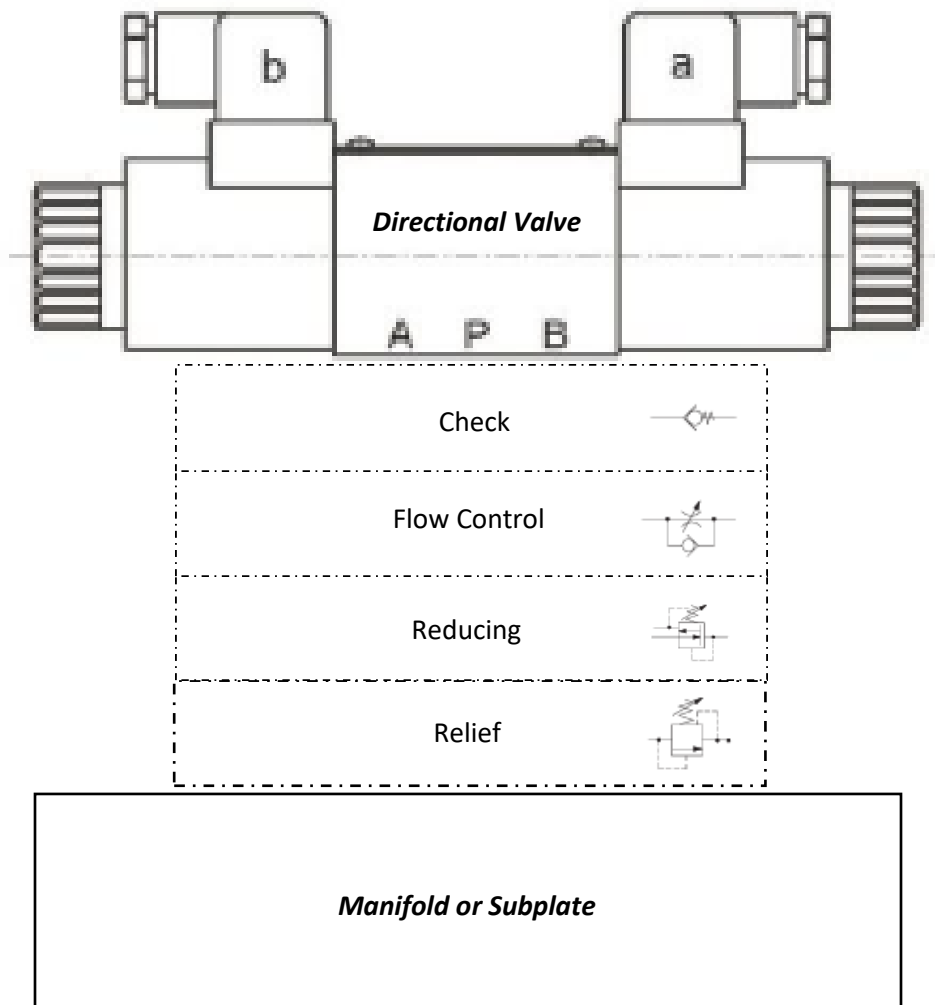 b a
Directional Valve
A P B
Check
Flow Control
Reducing
Relief
Manifold or Subplate